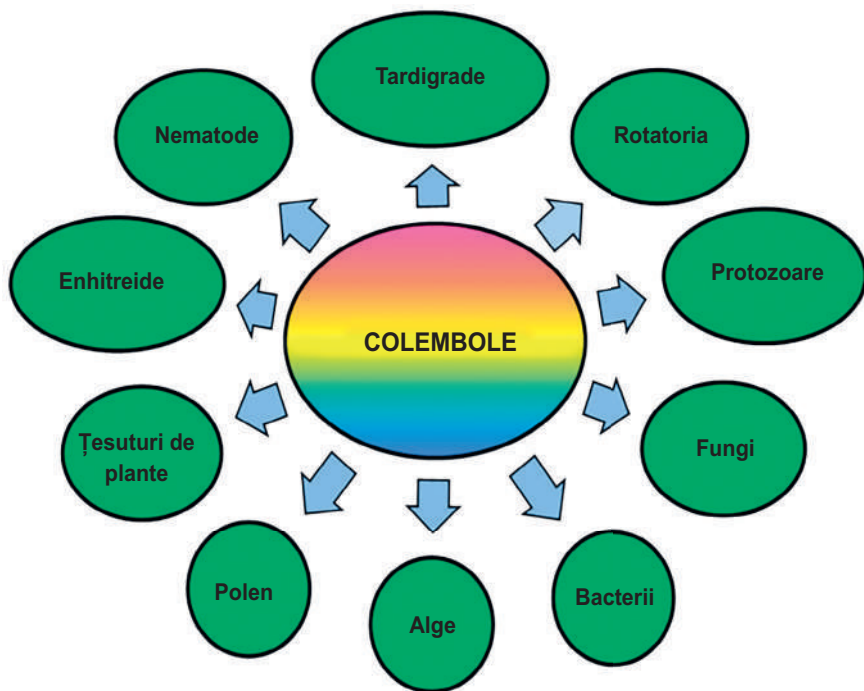 Tardigrade
Nematode
Rotatoria
Enhitreide
Protozoare
COLEMBOLE
Țesuturi de
plante
Fungi
Polen
Alge
Bacterii